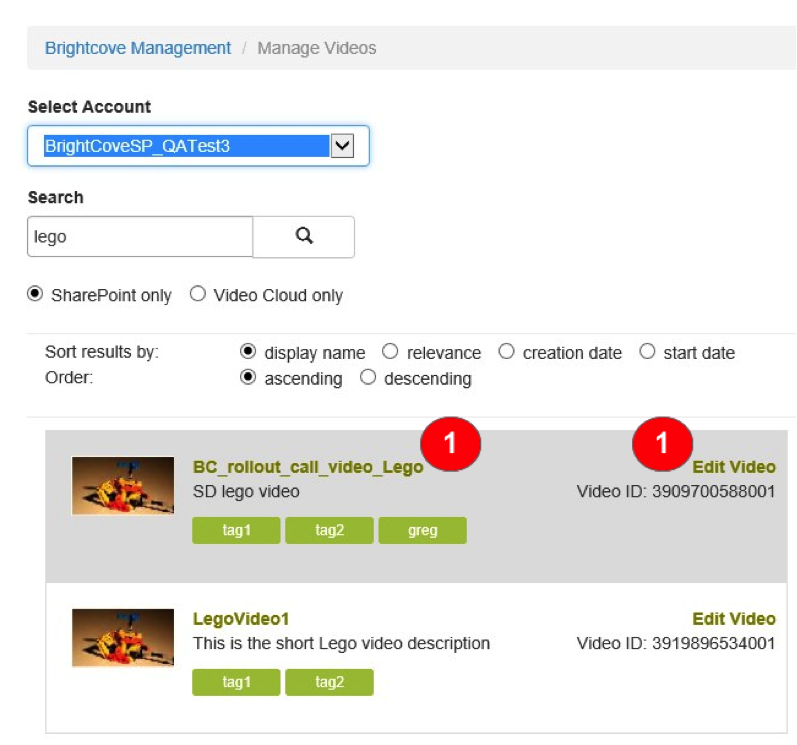 Brightcove Management / Manage Videos
Select Account
BrightCoveSP_QATest3
Search
lego
SharePoint only Video Cloud only
Sort results by: display name relevance creation date start date
Order: ascending descending
1 1
BC_rollout_call_video_Lego Edit Video
SD lego video Video ID: 3909700588001
tag1 tag2 greg
LegoVideo1 Edit Video
This is the short Lego video description Video ID: 3919896534001
tag1 tag2